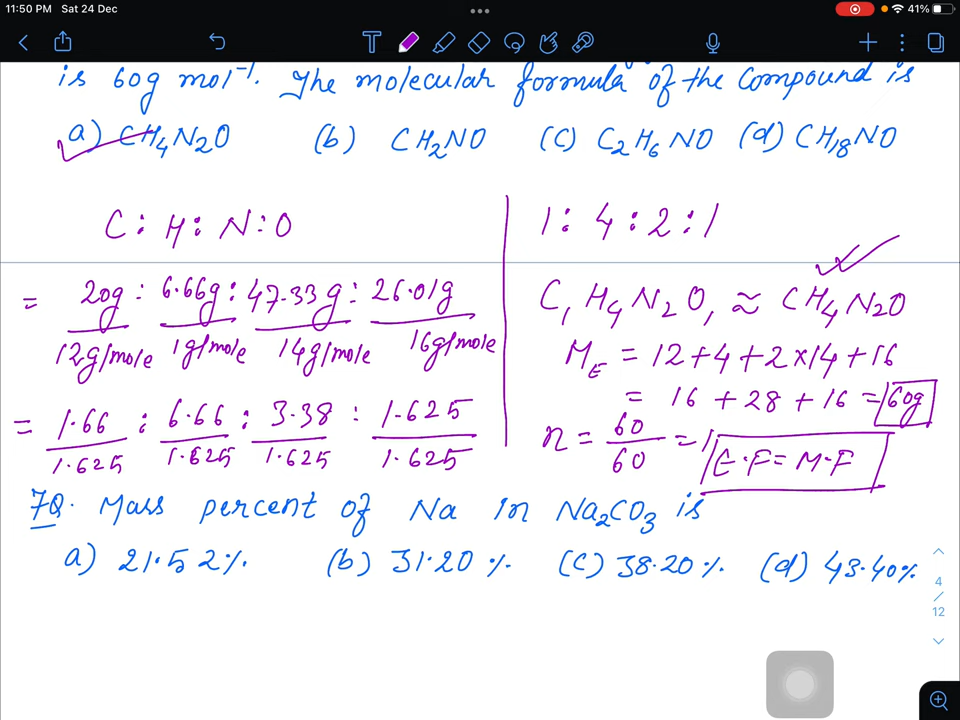 11:50 PM Sat 24 Dec
41%
is 60g mol⁻¹. The molecular formula of the compound is
a) CH₄N₂O (b) CH₂NO (c) C₂H₆NO (d) CH₁₈NO
C : H : N : O
= 20g/12g/mole : 6.66g/1g/mole : 47.33g/14g/mole : 26.01g/16g/mole
= 1.66/1.625 : 6.66/1.625 : 3.38/1.625 : 1.625/1.625
1 : 4 : 2 : 1
C₁H₄N₂O₁ ≈ CH₄N₂O
M_E = 12+4+2×14+16
= 16 + 28 + 16 = 60g
n = 60/60 = 1
E.F = M.F
7Q. Mass percent of Na in Na₂CO₃ is
a) 21.52%. (b) 31.20 %. (c) 38.20 %. (d) 43.40%.
4
/
12